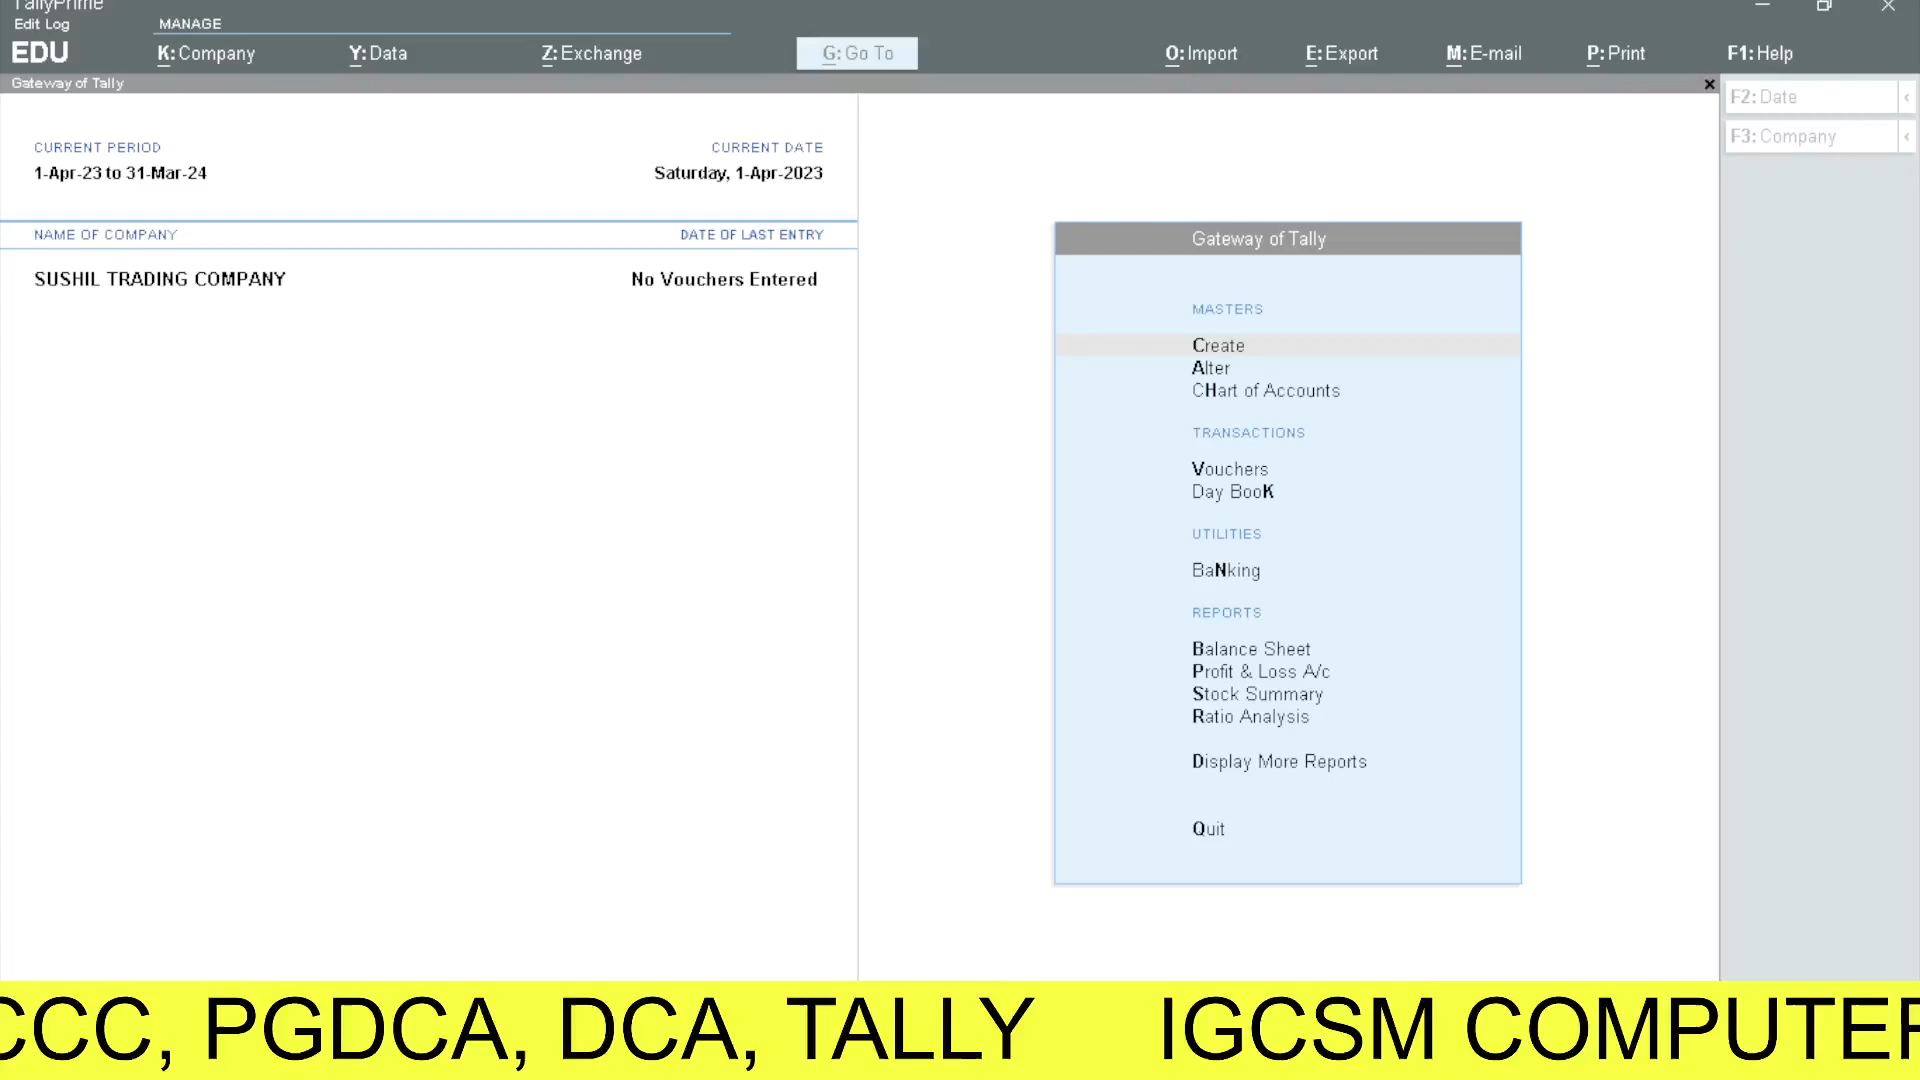 TallyPrime
Edit Log
EDU
MANAGE
K: Company
Y: Data
Z: Exchange
G: Go To
O: Import
E: Export
M: E-mail
P: Print
F1: Help
Gateway of Tally
F2: Date
F3: Company
CURRENT PERIOD
CURRENT DATE
1-Apr-23 to 31-Mar-24
Saturday, 1-Apr-2023
NAME OF COMPANY
DATE OF LAST ENTRY
SUSHIL TRADING COMPANY
No Vouchers Entered
Gateway of Tally
MASTERS
Create
Alter
CHart of Accounts
TRANSACTIONS
Vouchers
Day BooK
UTILITIES
BaNking
REPORTS
Balance Sheet
Profit & Loss A/c
Stock Summary
Ratio Analysis
Display More Reports
Quit
CCC, PGDCA, DCA, TALLY IGCSM COMPUTER